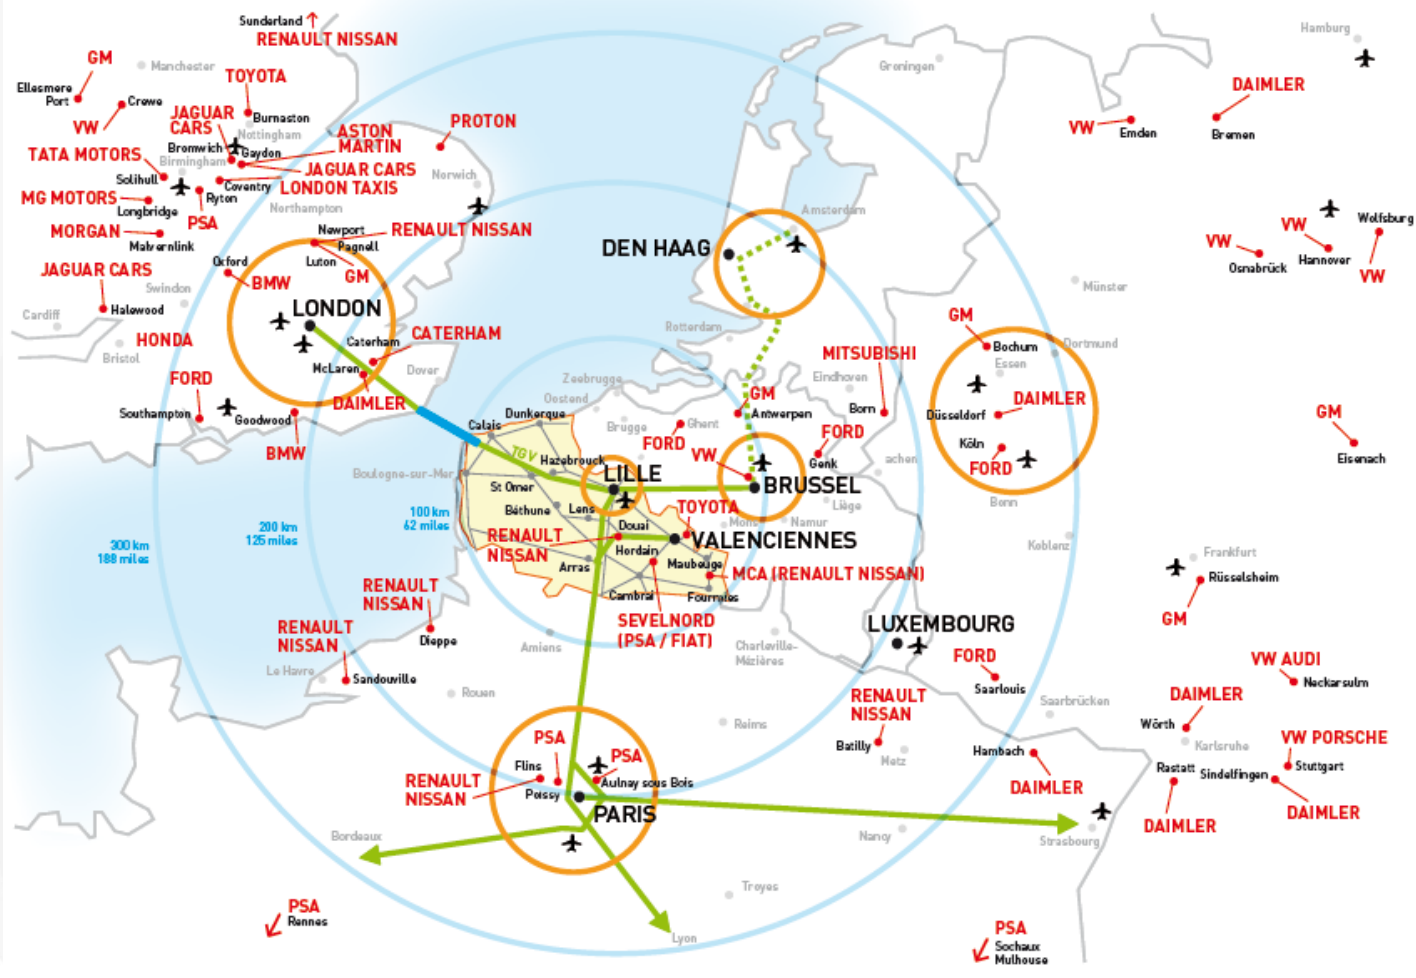 Sunderland
RENAULT NISSAN
GM
Manchester
Ellesmere
Port
Crewe
VW
TOYOTA
Burnaston
JAGUAR
CARS
Nottingham
Bromwich
Gaydon
Birmingham
ASTON
MARTIN
PROTON
TATA MOTORS
Solihull
JAGUAR CARS
Coventry
LONDON TAXIS
Norwich
MG MOTORS
Longbridge
Ryton
PSA
Northampton
MORGAN
Malvernlink
Newport
Pagnell
RENAULT NISSAN
Luton
GM
Oxford
BMW
JAGUAR CARS
Halewood
Swindon
Cardiff
Bristol
HONDA
LONDON
Caterham
CATERHAM
McLaren
DAIMLER
Dover
FORD
Southampton
Goodwood
BMW
Hamburg
Groningen
DAIMLER
Bremen
VW
Emden
Amsterdam
DEN HAAG
Wolfsburg
VW
VW
Hannover
VW
Osnabrück
Münster
Rotterdam
GM
Bochum
Essen
Dortmund
MITSUBISHI
Eindhoven
Born
Zeebrugge
Oostend
Brügge
Ghent
FORD
GM
Antwerpen
FORD
Genk
DAIMLER
Düsseldorf
Köln
FORD
Bonn
GM
Eisenach
achen
Calais
Dunkerque
TGV
Hazebrouck
Boulogne-sur-Mer
St Omer
LILLE
VW
BRUSSEL
Liège
Béthune
Lens
TOYOTA
Mons
Namur
Douai
RENAULT
NISSAN
VALENCIENNES
Hordain
Maubeuge
Arras
MCA (RENAULT NISSAN)
Cambrai
Fourmies
SEVELNORD
(PSA / FIAT)
100 km
62 miles
200 km
125 miles
300 km
188 miles
Koblenz
Frankfurt
Rüsselsheim
GM
RENAULT
NISSAN
Dieppe
RENAULT
NISSAN
Sandouville
Le Havre
Amiens
Charleville-
Mézières
LUXEMBOURG
FORD
Saarlouis
Saarbrücken
VW AUDI
Neckarsulm
Rouen
Reims
RENAULT
NISSAN
Batilly
Metz
DAIMLER
Wörth
Karlsruhe
VW PORSCHE
Stuttgart
Hambach
DAIMLER
Rastatt
DAIMLER
Sindelfingen
DAIMLER
PSA
PSA
Flins
Aulnay sous Bois
RENAULT
NISSAN
Poissy
PARIS
Bordeaux
Nancy
Strasbourg
Troyes
Lyon
PSA
Rennes
PSA
Sochaux
Mulhouse